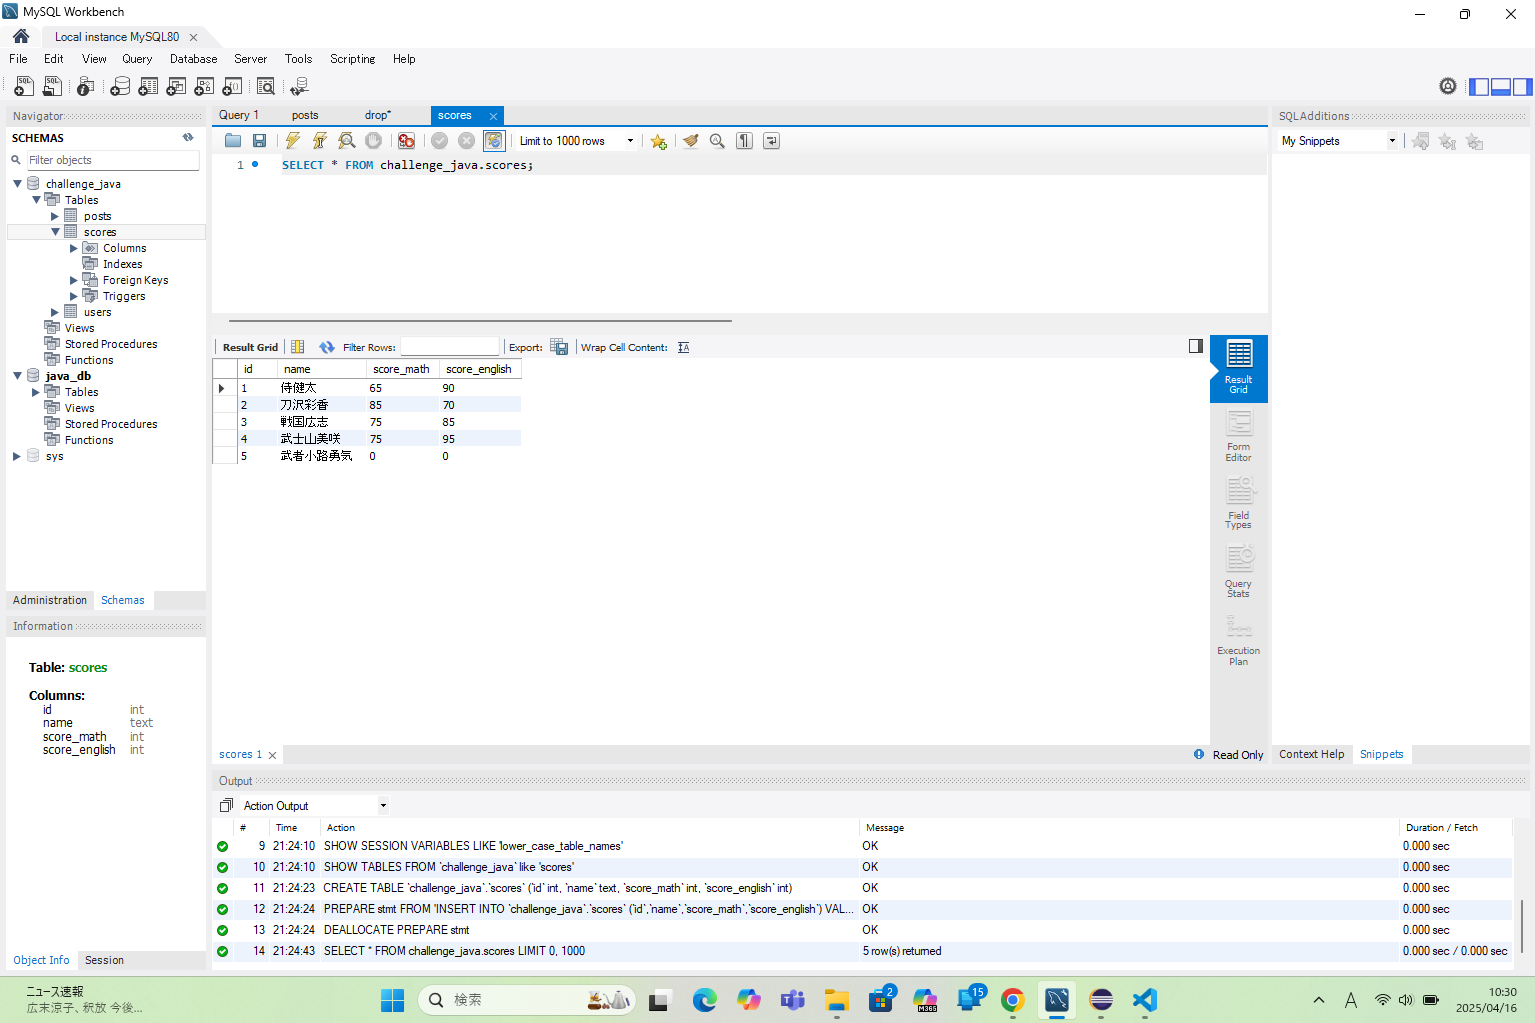 MySQL Workbench
Local instance MySQL80
File Edit View Query Database Server Tools Scripting Help
Navigator
SCHEMAS
Filter objects
challenge_java
Tables
posts
scores
Columns
Indexes
Foreign Keys
Triggers
users
Views
Stored Procedures
Functions
java_db
Tables
Views
Stored Procedures
Functions
sys
Administration Schemas
Information
Table: scores
Columns:
id int
name text
score_math int
score_english int
Object Info Session
Query 1 posts drop* scores
Limit to 1000 rows
1 SELECT * FROM challenge_java.scores;
Result Grid Filter Rows: Export: Wrap Cell Content:
id name score_math score_english
1 侍健太 65 90
2 刀沢彩香 85 70
3 戦国広志 75 85
4 武士山美咲 75 95
5 武者小路勇気 0 0
Result
Grid
Form
Editor
Field
Types
Query
Stats
Execution
Plan
scores 1 Read Only
SQLAdditions
My Snippets
Context Help Snippets
Output
Action Output
# Time Action Message Duration / Fetch
9 21:24:10 SHOW SESSION VARIABLES LIKE 'lower_case_table_names' OK 0.000 sec
10 21:24:10 SHOW TABLES FROM `challenge_java` like 'scores' OK 0.000 sec
11 21:24:23 CREATE TABLE `challenge_java`.`scores` (`id` int, `name` text, `score_math` int, `score_english` int) OK 0.000 sec
12 21:24:24 PREPARE stmt FROM 'INSERT INTO `challenge_java`.`scores` (`id`,`name`,`score_math`,`score_english`) VAL... OK 0.000 sec
13 21:24:24 DEALLOCATE PREPARE stmt OK 0.000 sec
14 21:24:43 SELECT * FROM challenge_java.scores LIMIT 0, 1000 5 row(s) returned 0.000 sec / 0.000 sec
ニュース速報
広末涼子、釈放 今後...
検索
2
M365
15
A
10:30
2025/04/16